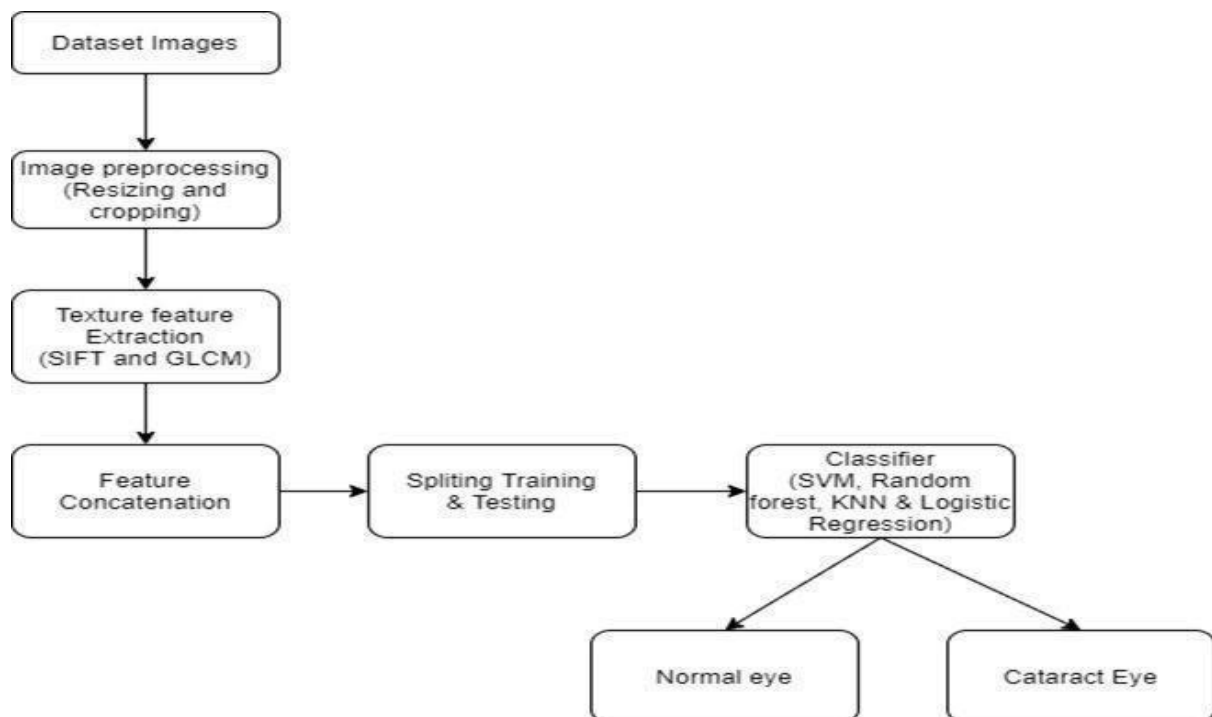 Dataset Images
Image preprocessing
(Resizing and
cropping)
Texture feature
Extraction
(SIFT and GLCM)
Feature
Concatenation
Spliting Training
& Testing
Classifier
(SVM, Random
forest, KNN & Logistic
Regression)
Normal eye
Cataract Eye